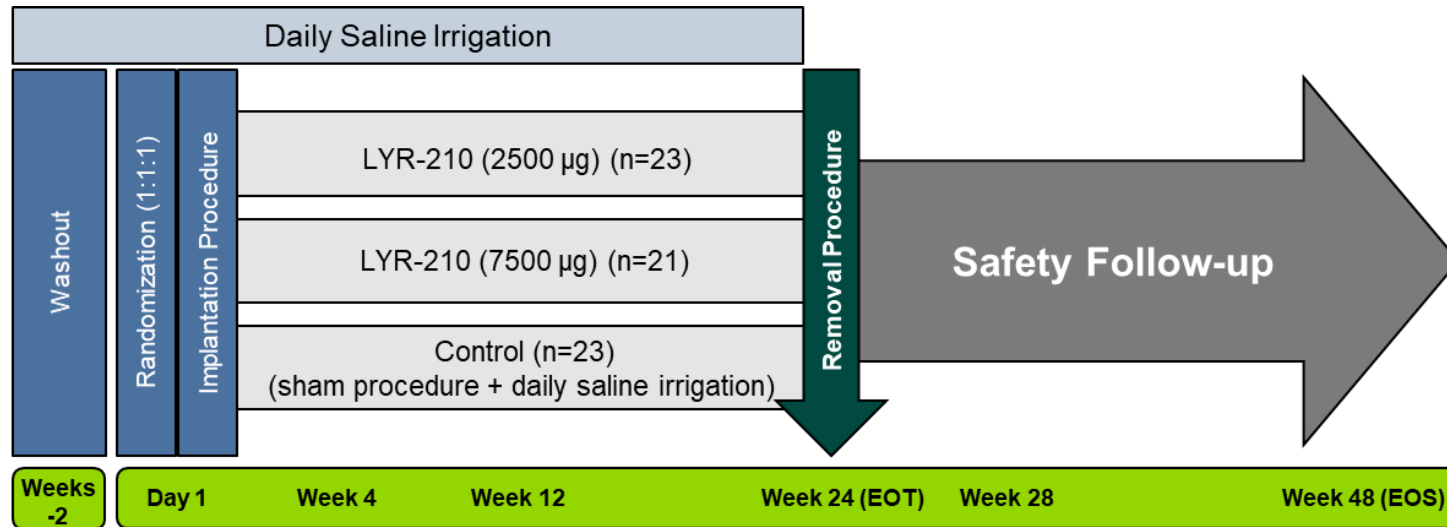 Daily Saline Irrigation
Washout
Randomization (1:1:1)
Implantation Procedure
LYR-210 (2500 µg) (n=23)
LYR-210 (7500 µg) (n=21)
Control (n=23)
(sham procedure + daily saline irrigation)
Removal Procedure
Safety Follow-up
Weeks
-2
Day 1
Week 4
Week 12
Week 24 (EOT)
Week 28
Week 48 (EOS)